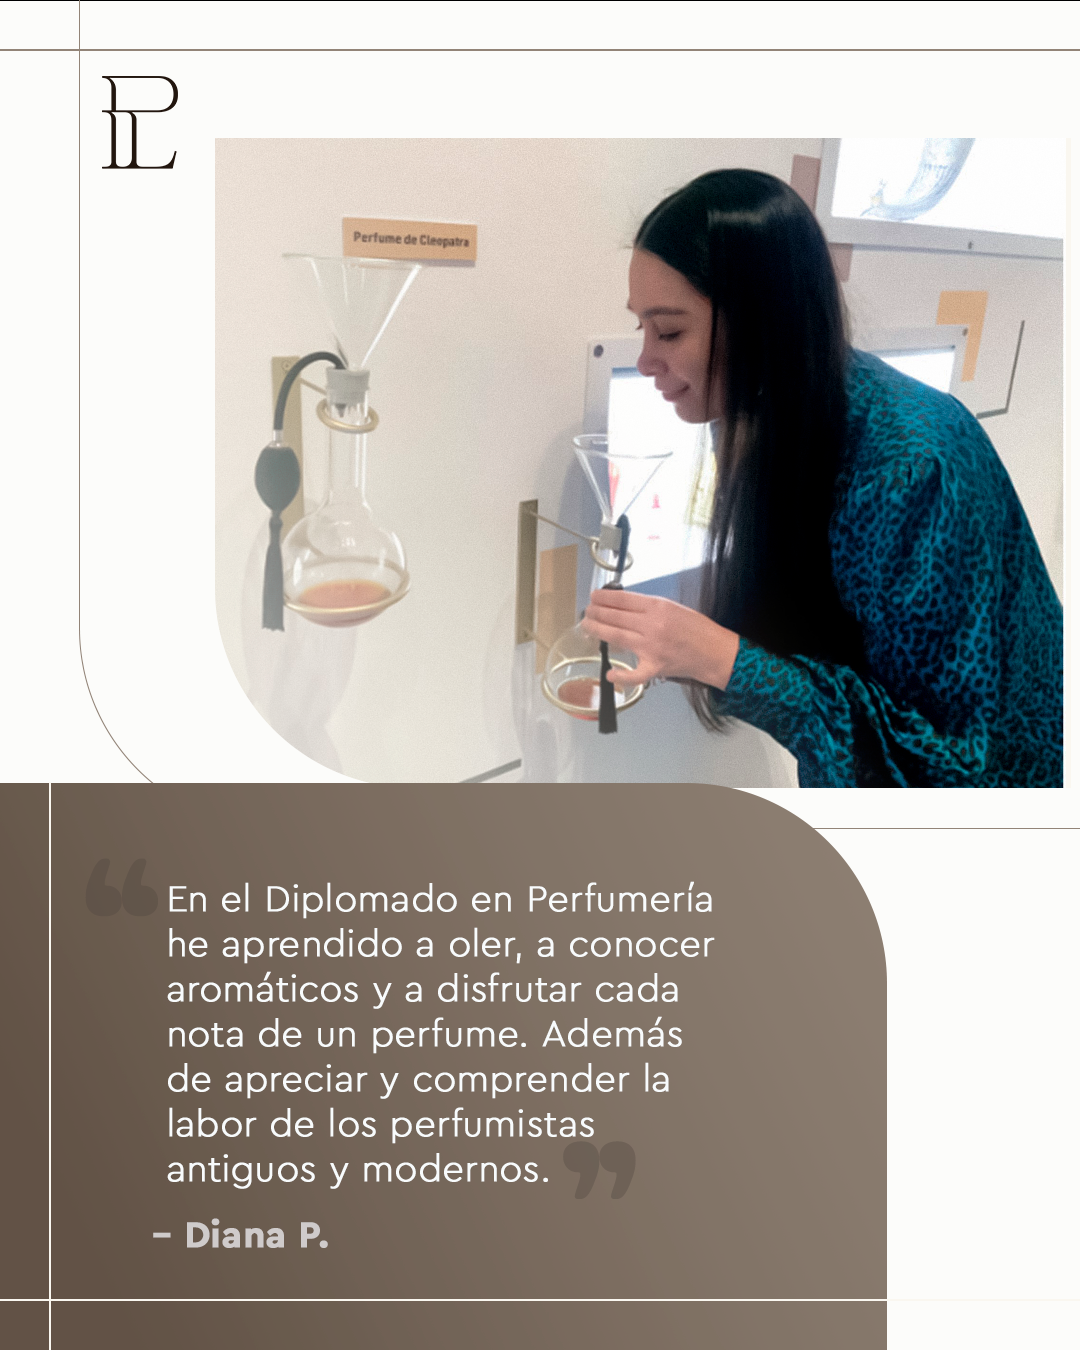 PL
Perfume de Cleopatra
“En el Diplomado en Perfumería
he aprendido a oler, a conocer
aromáticos y a disfrutar cada
nota de un perfume. Además
de apreciar y comprender la
labor de los perfumistas
antiguos y modernos.”
– Diana P.